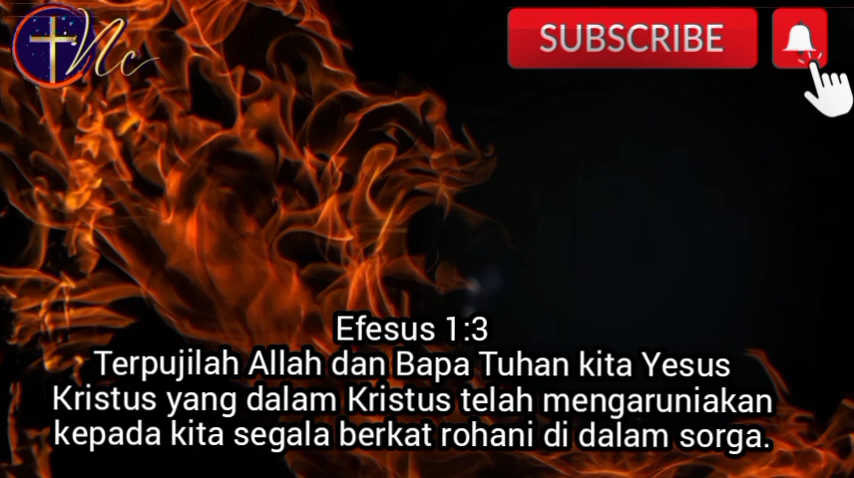 Nc
SUBSCRIBE
Efesus 1:3
Terpujilah Allah dan Bapa Tuhan kita Yesus
Kristus yang dalam Kristus telah mengaruniakan
kepada kita segala berkat rohani di dalam sorga.